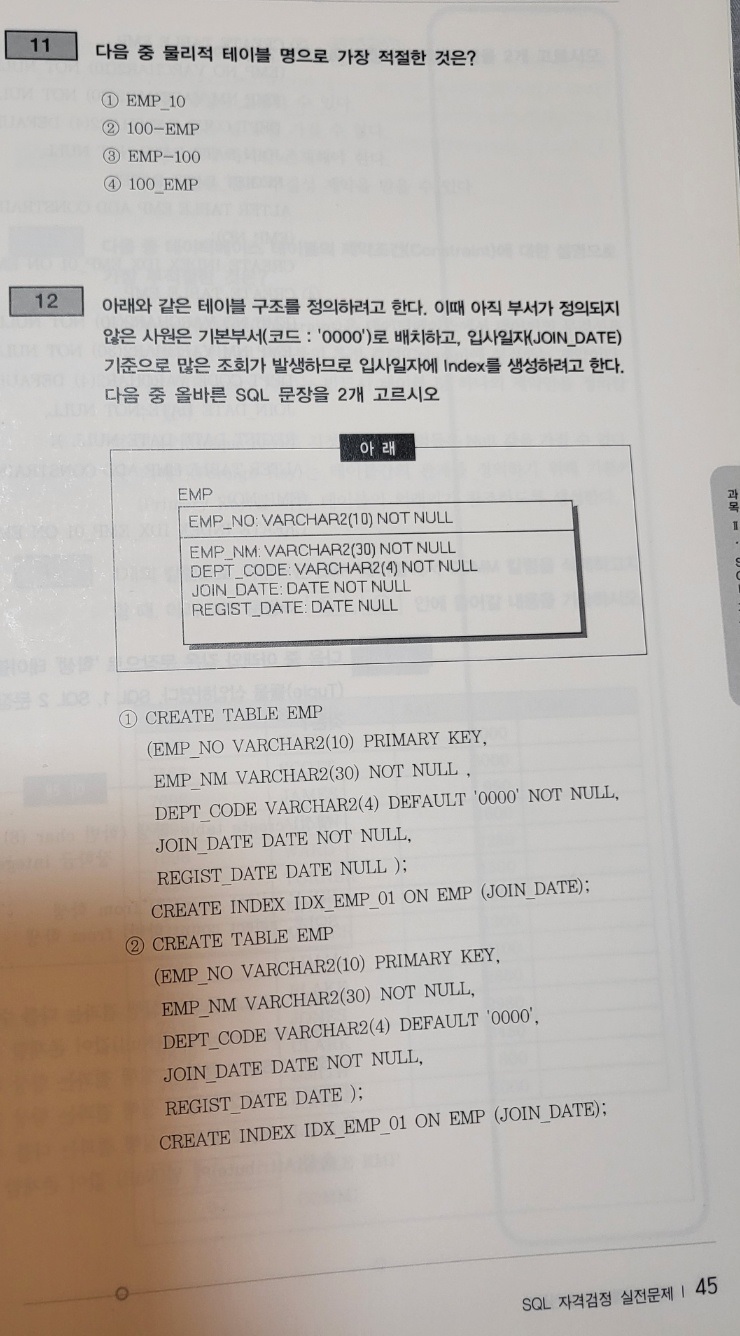 11
다음 중 물리적 테이블 명으로 가장 적절한 것은?
① EMP_10
② 100-EMP
③ EMP-100
④ 100_EMP
12
아래와 같은 테이블 구조를 정의하려고 한다. 이때 아직 부서가 정의되지
않은 사원은 기본부서(코드 : '0000')로 배치하고, 입사일자(JOIN_DATE)
기준으로 많은 조회가 발생하므로 입사일자에 Index를 생성하려고 한다.
다음 중 올바른 SQL 문장을 2개 고르시오
아 래
EMP
EMP_NO: VARCHAR2(10) NOT NULL
EMP_NM: VARCHAR2(30) NOT NULL
DEPT_CODE: VARCHAR2(4) NOT NULL
JOIN_DATE: DATE NOT NULL
REGIST_DATE: DATE NULL
① CREATE TABLE EMP
(EMP_NO VARCHAR2(10) PRIMARY KEY,
EMP_NM VARCHAR2(30) NOT NULL ,
DEPT_CODE VARCHAR2(4) DEFAULT '0000' NOT NULL,
JOIN_DATE DATE NOT NULL,
REGIST_DATE DATE NULL );
CREATE INDEX IDX_EMP_01 ON EMP (JOIN_DATE);
② CREATE TABLE EMP
(EMP_NO VARCHAR2(10) PRIMARY KEY,
EMP_NM VARCHAR2(30) NOT NULL,
DEPT_CODE VARCHAR2(4) DEFAULT '0000',
JOIN_DATE DATE NOT NULL,
REGIST_DATE DATE );
CREATE INDEX IDX_EMP_01 ON EMP (JOIN_DATE);
과목 II
SQL 자격검정 실전문제 | 45